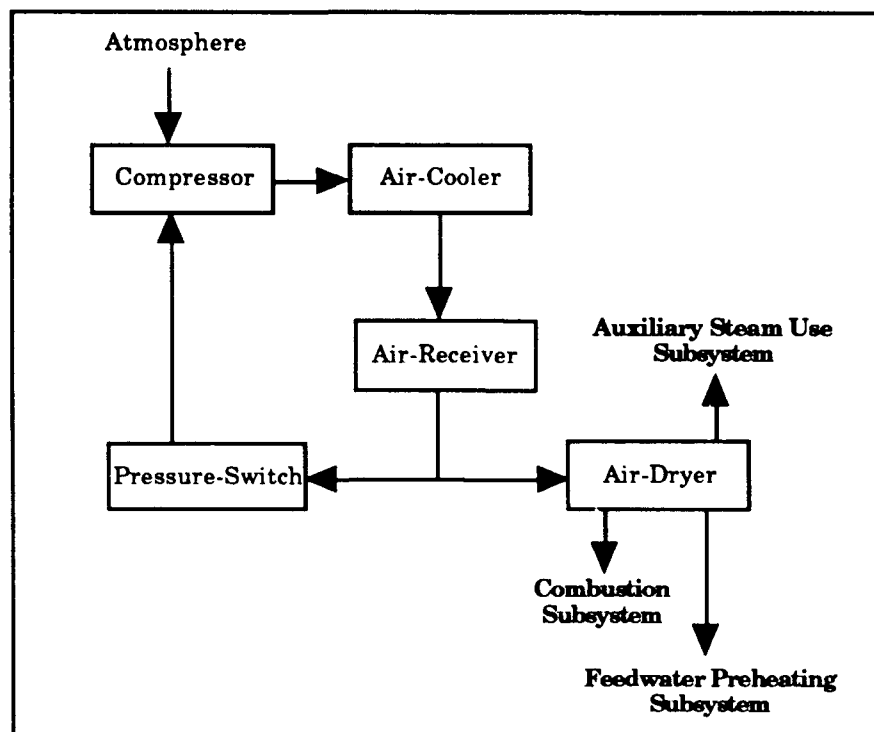 Atmosphere
Compressor
Air-Cooler
Air-Receiver
Auxiliary Steam Use
Subsystem
Pressure-Switch
Air-Dryer
Combustion
Subsystem
Feedwater Preheating
Subsystem